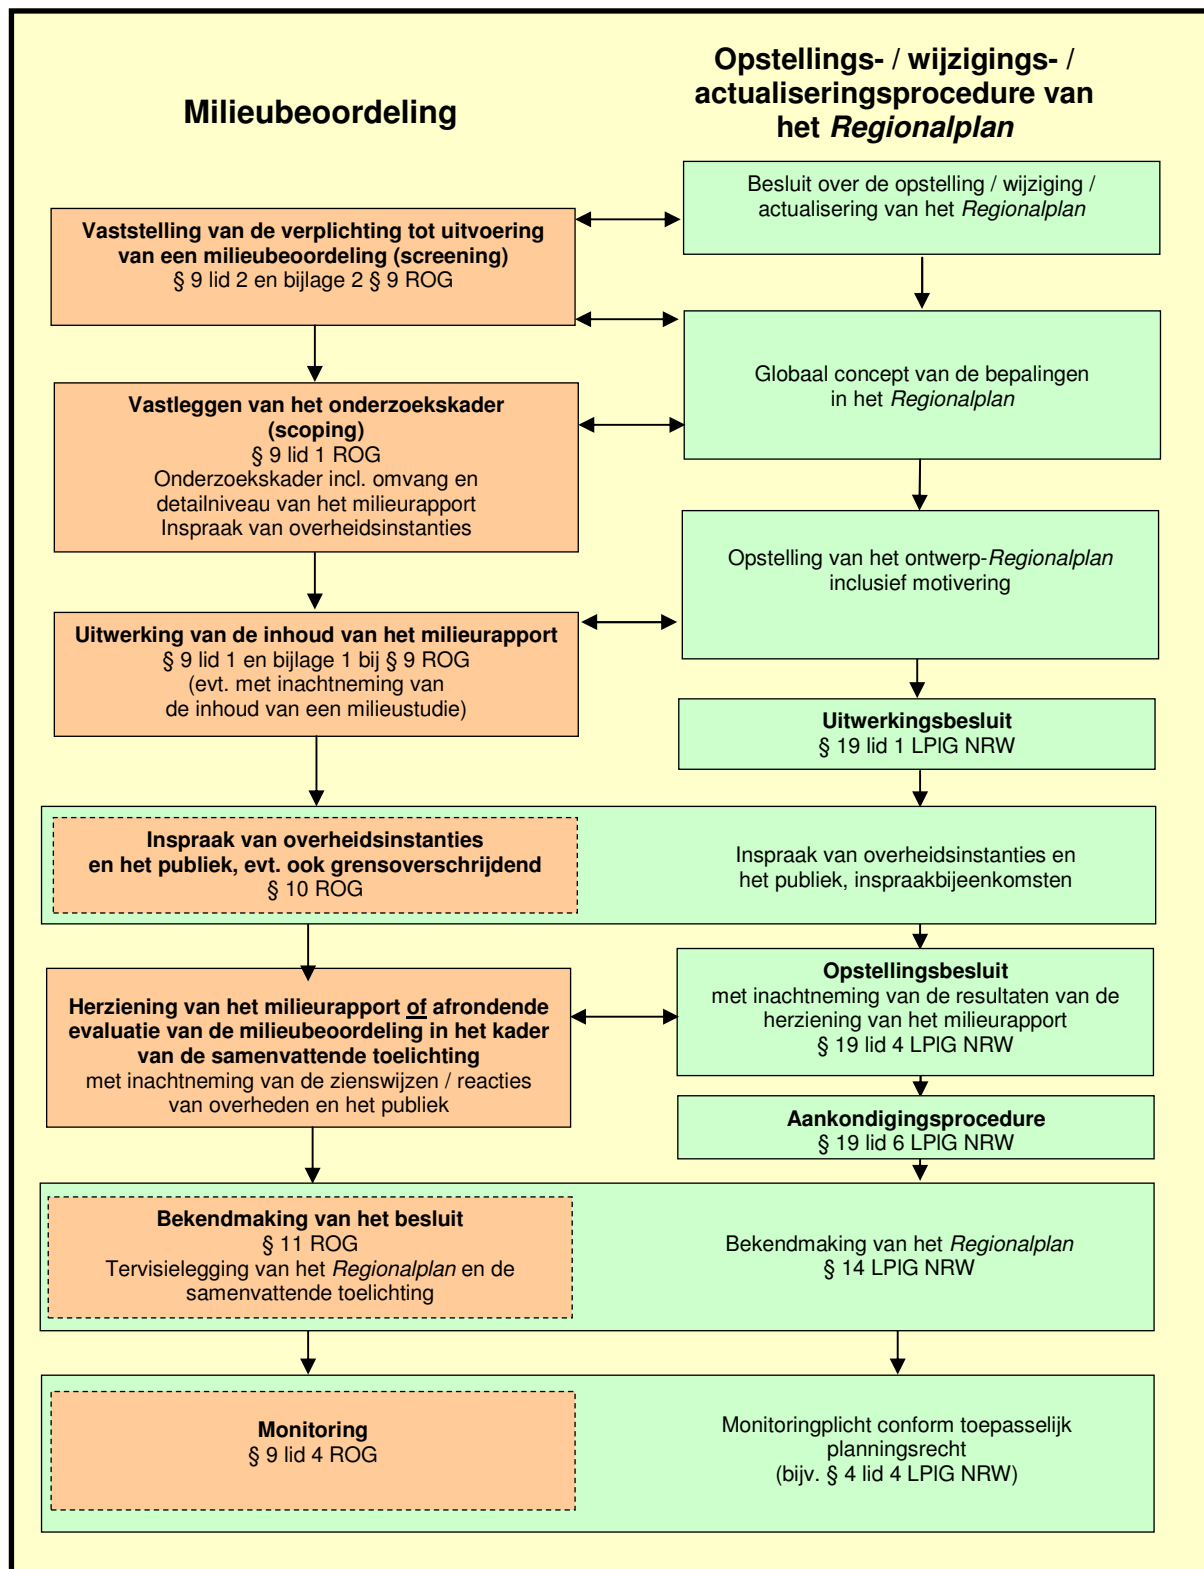 Milieubeoordeling
Opstellings- / wijzigings- /
actualiseringsprocedure van
het Regionalplan
Besluit over de opstelling / wijziging /
actualisering van het Regionalplan
Vaststelling van de verplichting tot uitvoering
van een milieubeoordeling (screening)
§ 9 lid 2 en bijlage 2 § 9 ROG
Globaal concept van de bepalingen
in het Regionalplan
Vastleggen van het onderzoekskader
(scoping)
§ 9 lid 1 ROG
Onderzoekskader incl. omvang en
detailniveau van het milieurapport
Inspraak van overheidsinstanties
Opstelling van het ontwerp-Regionalplan
inclusief motivering
Uitwerking van de inhoud van het milieurapport
§ 9 lid 1 en bijlage 1 bij § 9 ROG
(evt. met inachtneming van
de inhoud van een milieustudie)
Uitwerkingsbesluit
§ 19 lid 1 LPlG NRW
Inspraak van overheidsinstanties
en het publiek, evt. ook grensoverschrijdend
§ 10 ROG
Inspraak van overheidsinstanties en
het publiek, inspraakbijeenkomsten
Opstellingsbesluit
met inachtneming van de resultaten van de
herziening van het milieurapport
§ 19 lid 4 LPlG NRW
Herziening van het milieurapport of afrondende
evaluatie van de milieubeoordeling in het kader
van de samenvattende toelichting
met inachtneming van de zienswijzen / reacties
van overheden en het publiek
Aankondigingsprocedure
§ 19 lid 6 LPlG NRW
Bekendmaking van het besluit
§ 11 ROG
Tervisielegging van het Regionalplan en de
samenvattende toelichting
Bekendmaking van het Regionalplan
§ 14 LPlG NRW
Monitoring
§ 9 lid 4 ROG
Monitoringplicht conform toepasselijk
planningsrecht
(bijv. § 4 lid 4 LPlG NRW)